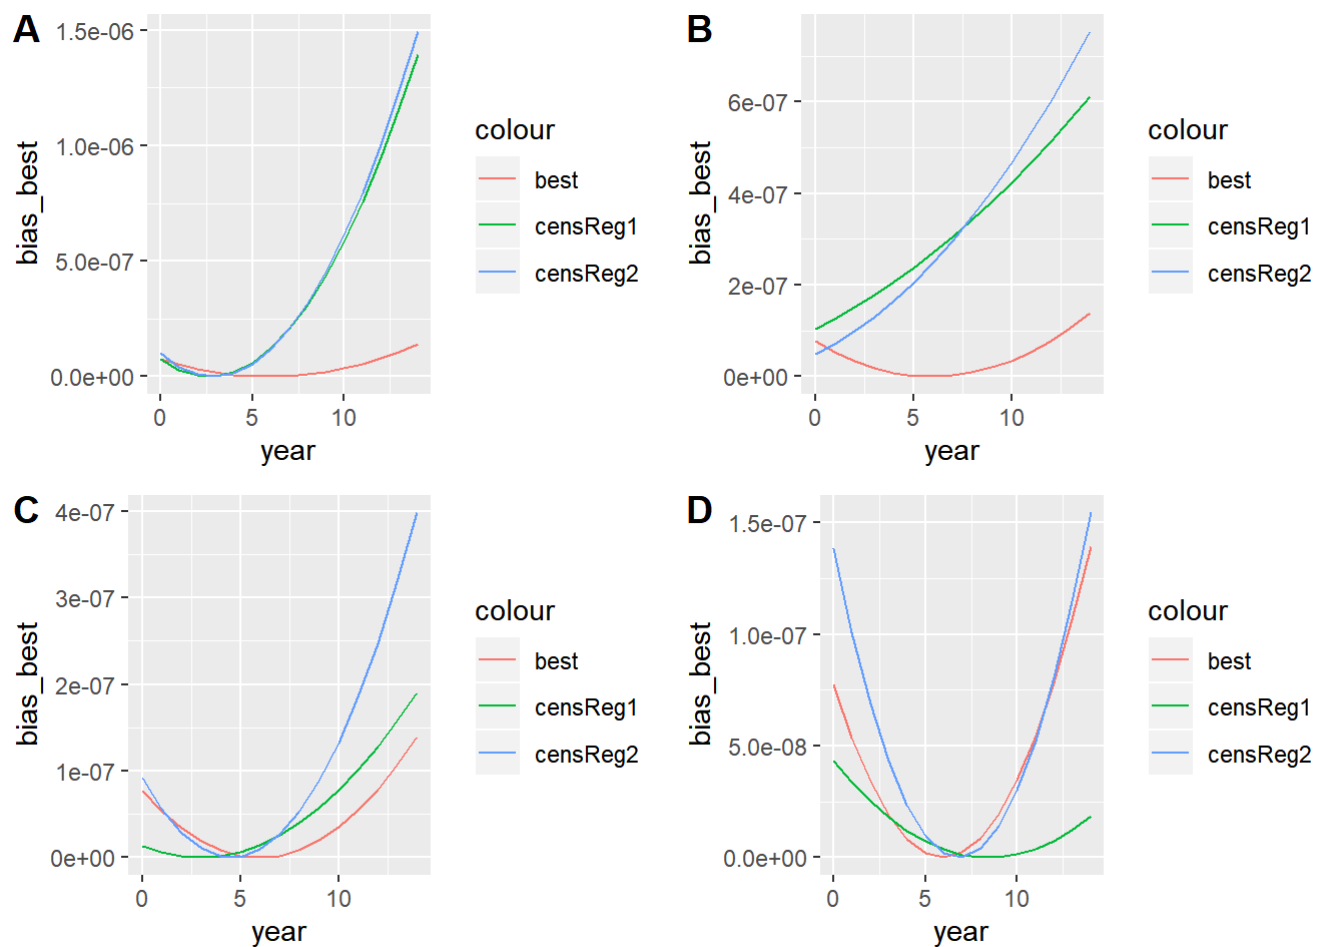 A
bias_best
1.5e-06
1.0e-06
5.0e-07
0.0e+00
0
5
10
year
colour
best
censReg1
censReg2
B
bias_best
6e-07
4e-07
2e-07
0e+00
0
5
10
year
colour
best
censReg1
censReg2
C
bias_best
4e-07
3e-07
2e-07
1e-07
0e+00
0
5
10
year
colour
best
censReg1
censReg2
D
bias_best
1.5e-07
1.0e-07
5.0e-08
0.0e+00
0
5
10
year
colour
best
censReg1
censReg2